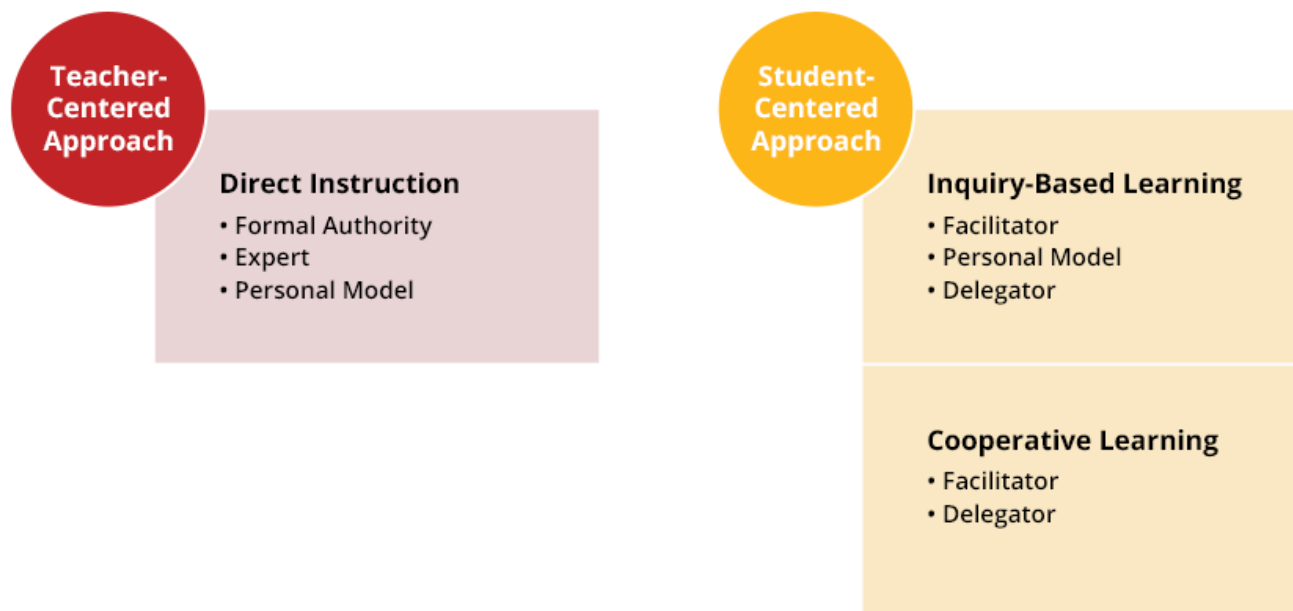 Teacher-
Centered
Approach
Direct Instruction
• Formal Authority
• Expert
• Personal Model
Student-
Centered
Approach
Inquiry-Based Learning
• Facilitator
• Personal Model
• Delegator
Cooperative Learning
• Facilitator
• Delegator